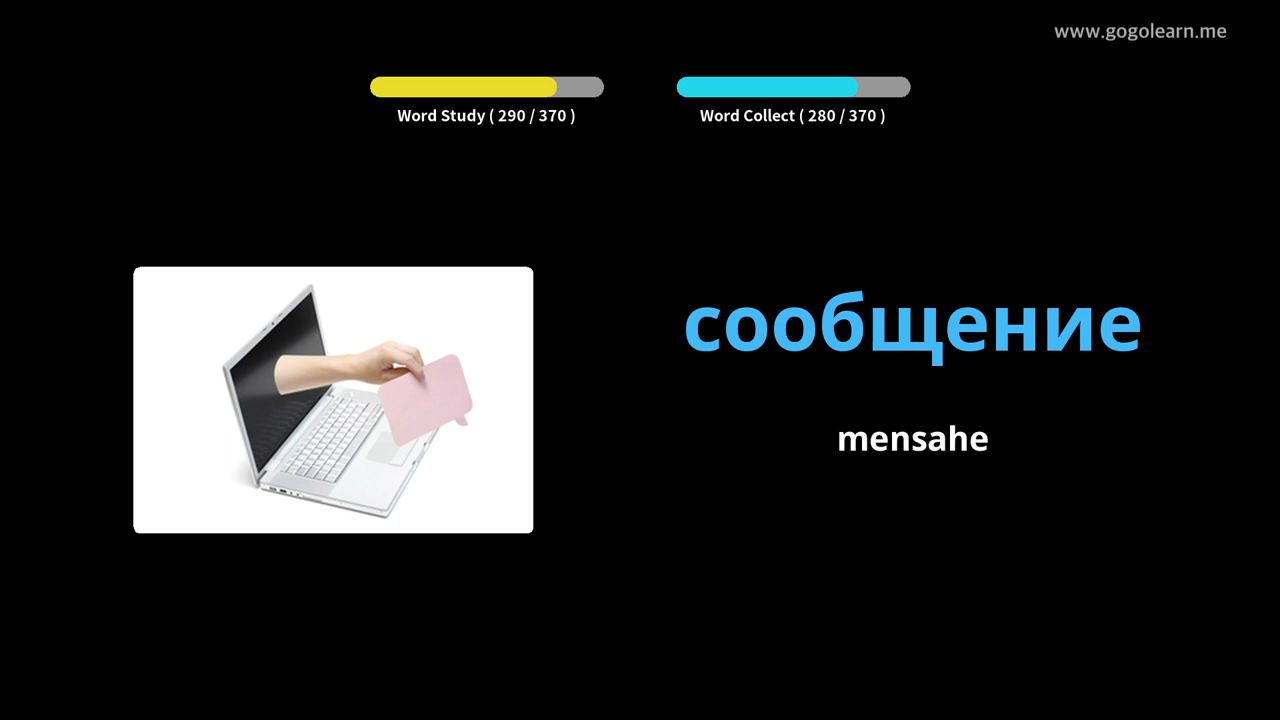 www.gogolearn.me
Word Study ( 290 / 370 )
Word Collect ( 280 / 370 )
сообщение
mensahe